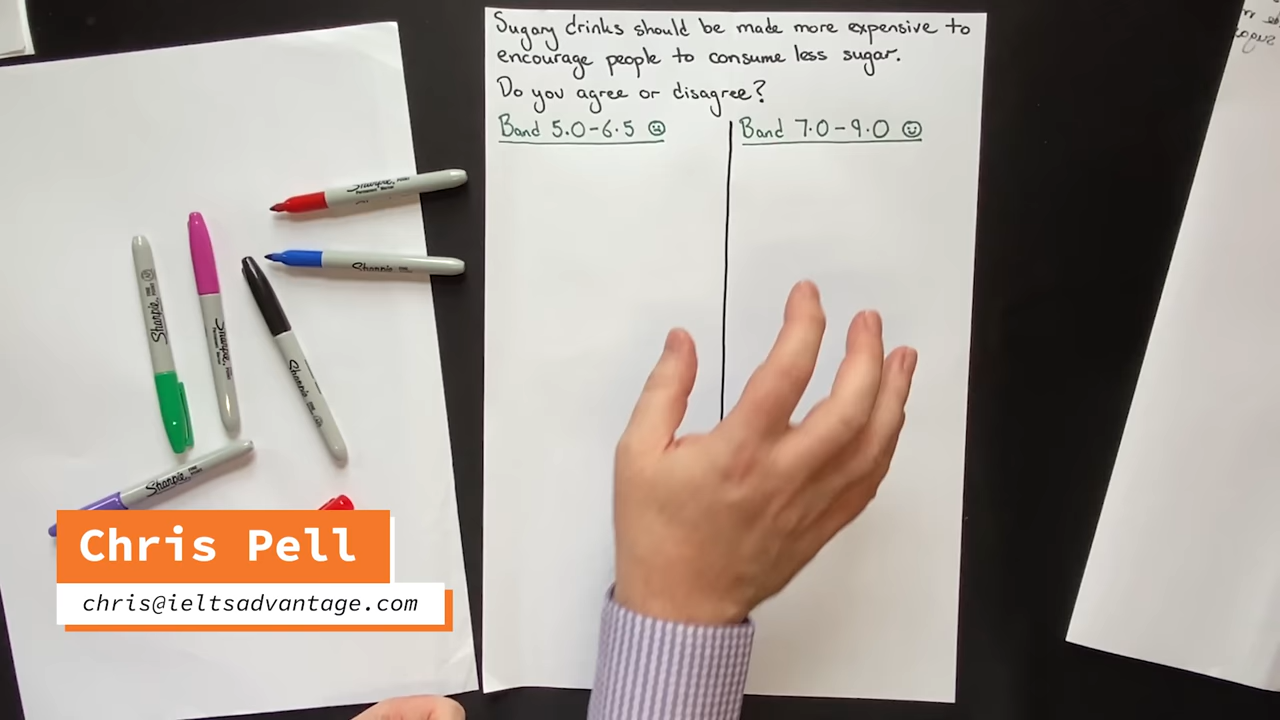 Sugary drinks should be made more expensive to
encourage people to consume less sugar.
Do you agree or disagree?
Band 5.0-6.5
Band 7.0-9.0
Sharpie
Sharpie
Sharpie
Sharpie
Sharpie
Sharpie
Chris Pell
chris@ieltsadvantage.com